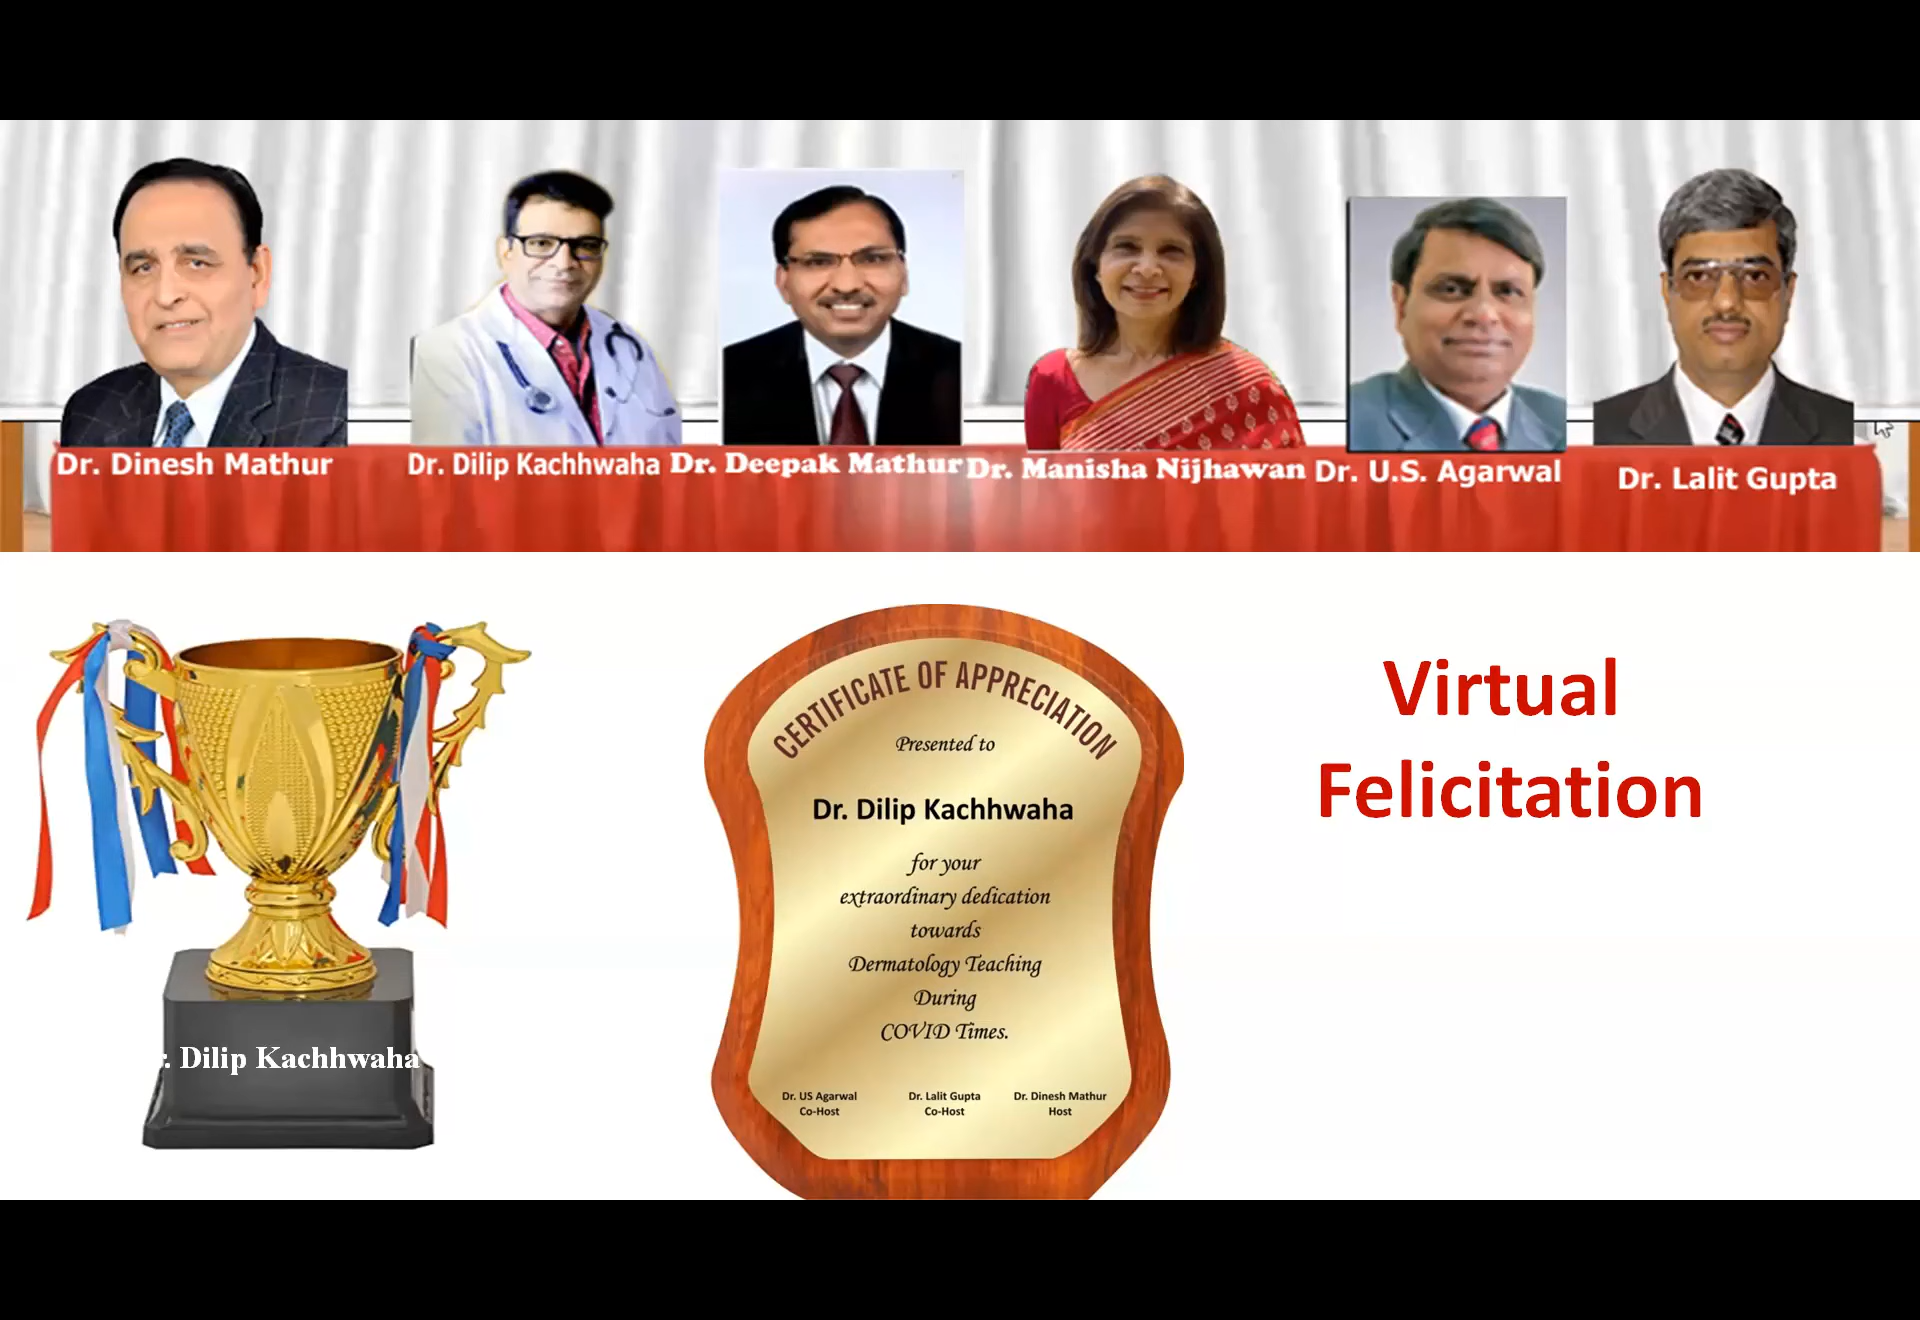 Dr. Dinesh Mathur
Dr. Dilip Kachhwaha
Dr. Deepak Mathur
Dr. Manisha Nijhawan
Dr. U.S. Agarwal
Dr. Lalit Gupta
. Dilip Kachhwaha
CERTIFICATE OF APPRECIATION
Presented to
Dr. Dilip Kachhwaha
for your
extraordinary dedication
towards
Dermatology Teaching
During
COVID Times.
Dr. US Agarwal
Co-Host
Dr. Lalit Gupta
Co-Host
Dr. Dinesh Mathur
Host
Virtual
Felicitation